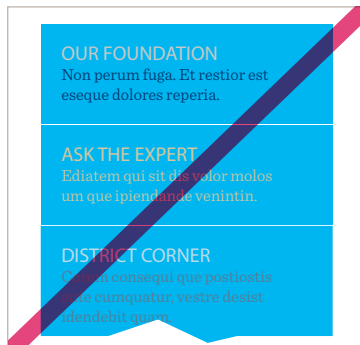 OUR FOUNDATION
Non perum fuga. Et restior est
eseque dolores reperia.
ASK THE EXPERT
Ediatem qui sit dis volor molos
um que ipiendande venintin.
DISTRICT CORNER
consequi que postiostis
cumquatur, vestre desist
idendebit quam.